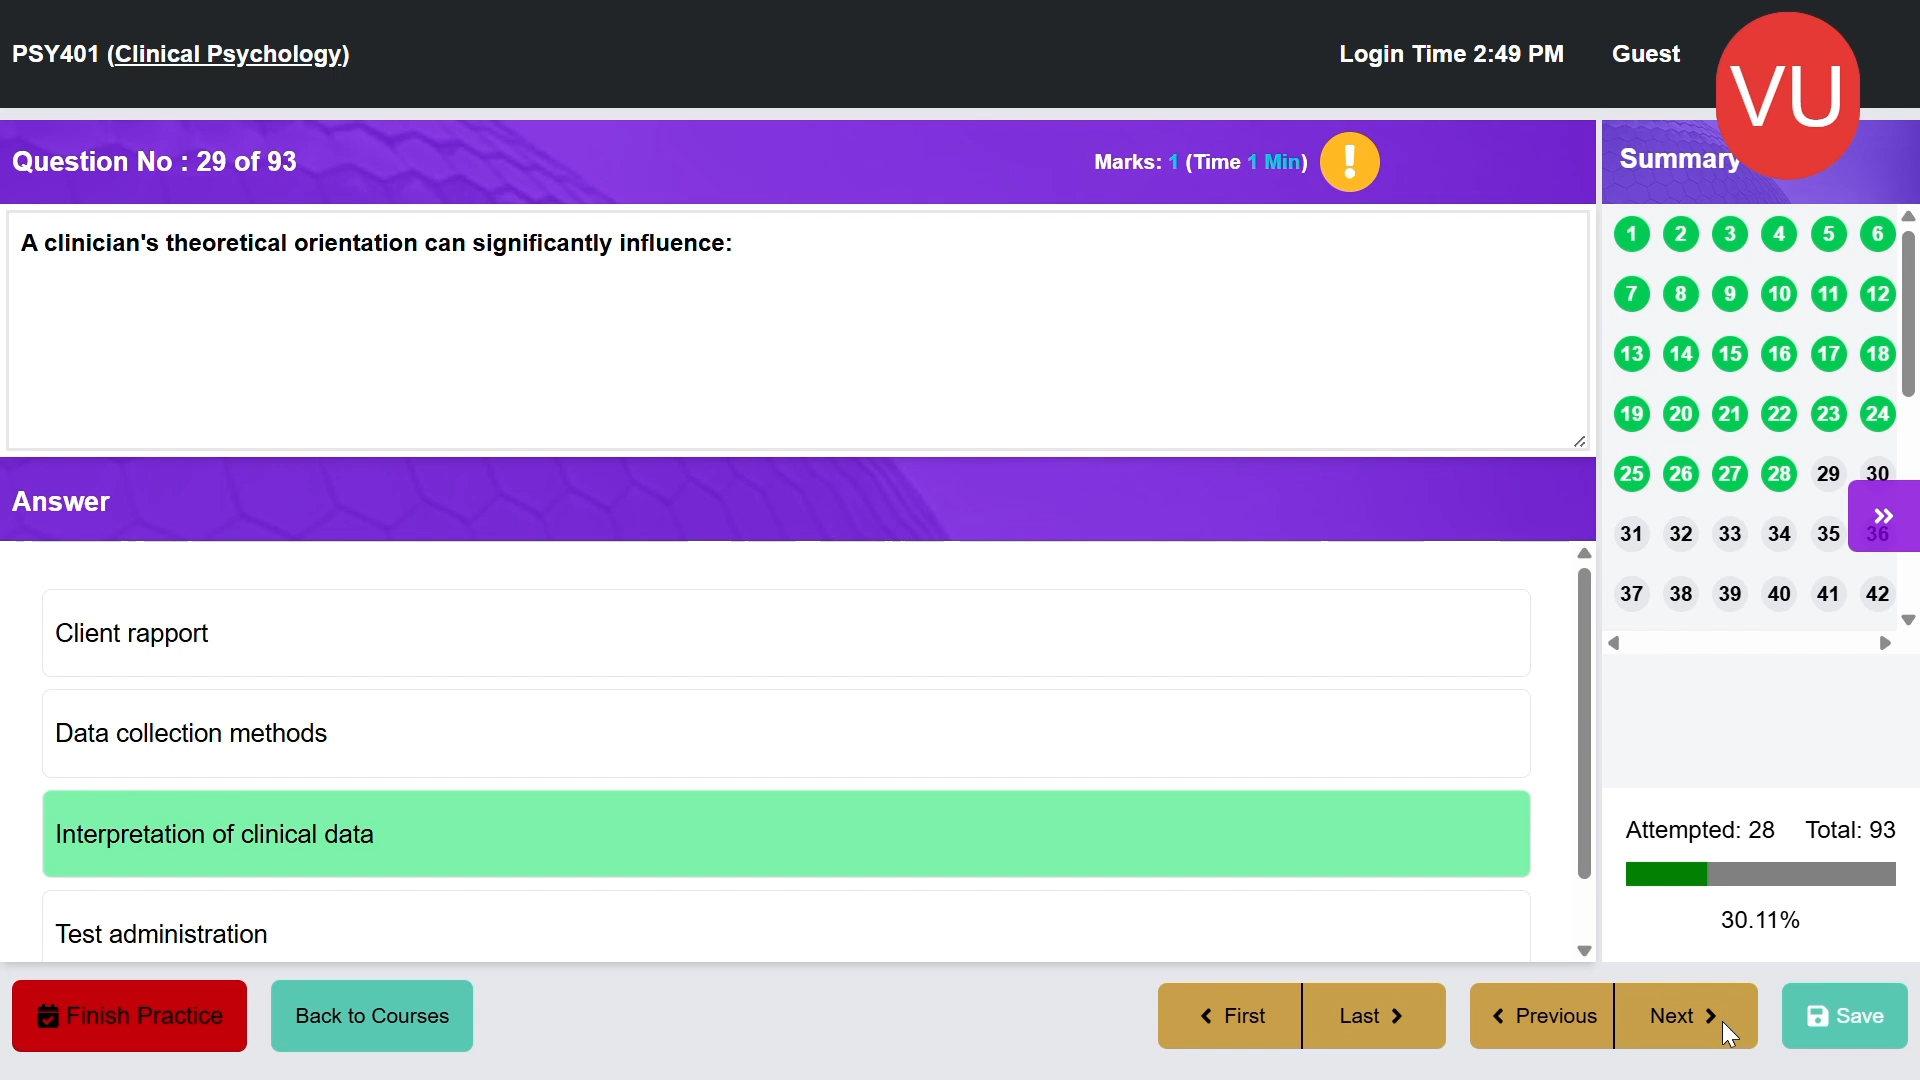 PSY401 (Clinical Psychology)
Login Time 2:49 PM
Guest
VU
Question No : 29 of 93
Marks: 1 (Time 1 Min)
!
Summary
A clinician's theoretical orientation can significantly influence:
1 2 3 4 5 6
7 8 9 10 11 12
13 14 15 16 17 18
19 20 21 22 23 24
25 26 27 28 29 30
31 32 33 34 35 36
37 38 39 40 41 42
Answer
Client rapport
Data collection methods
Interpretation of clinical data
Test administration
Attempted: 28 Total: 93
30.11%
Finish Practice
Back to Courses
First
Last
Previous
Next
Save